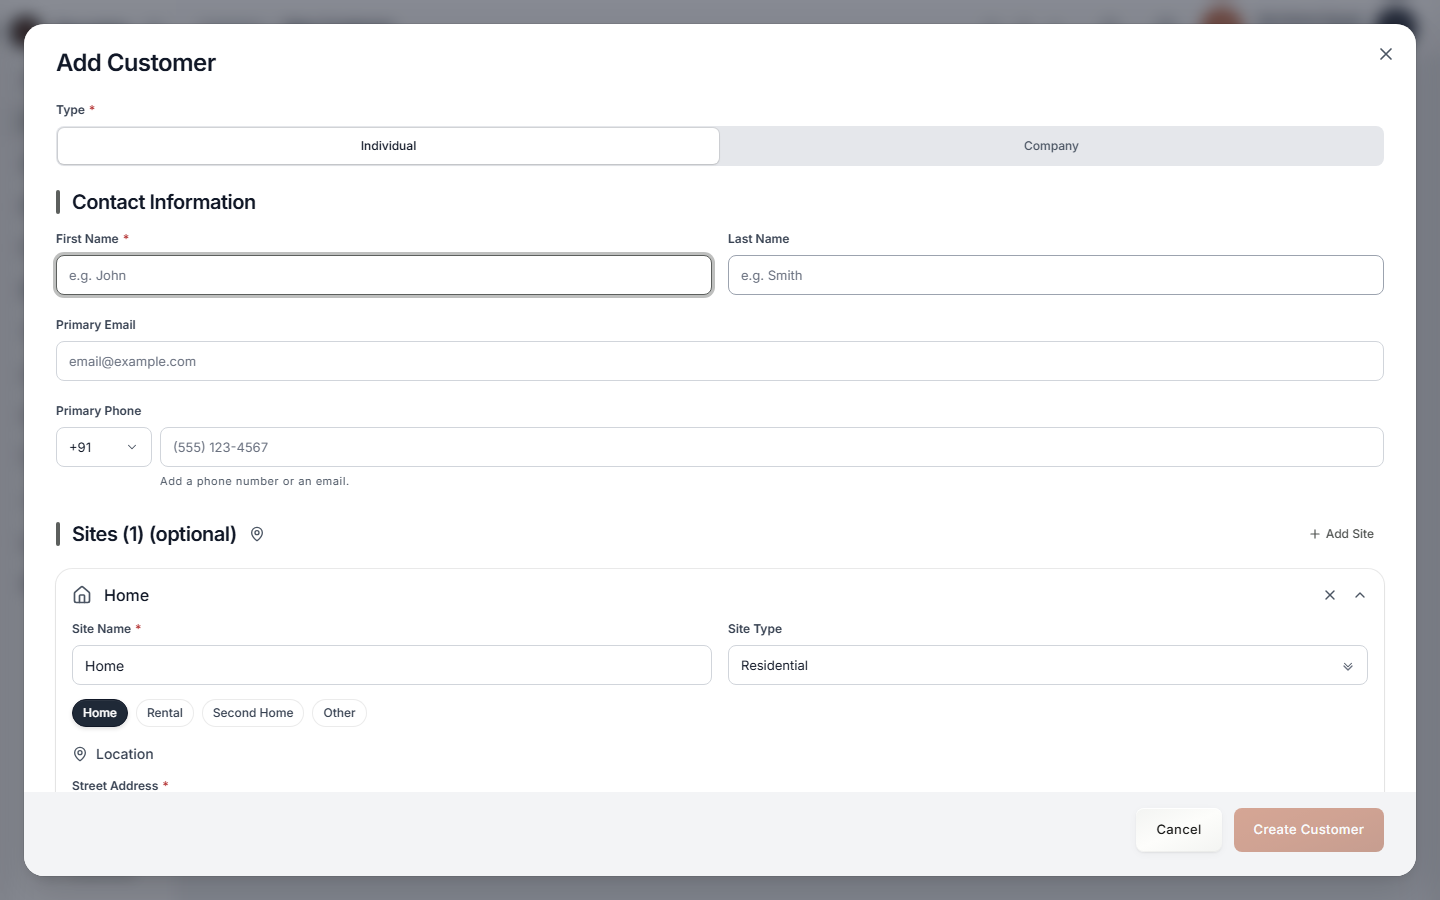 Add Customer
Type *
Individual
Company
Contact Information
First Name *
Last Name
e.g. John
e.g. Smith
Primary Email
email@example.com
Primary Phone
+91
(555) 123-4567
Add a phone number or an email.
Sites (1) (optional)
Add Site
Home
Site Name *
Site Type
Home
Residential
Home
Rental
Second Home
Other
Location
Street Address *
Cancel
Create Customer